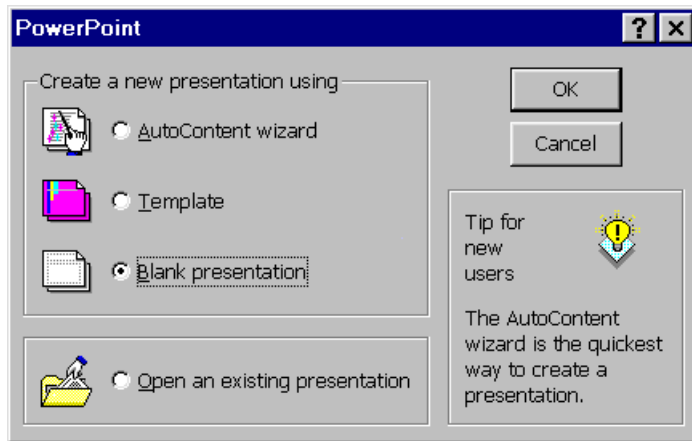 PowerPoint
Create a new presentation using
AutoContent wizard
Template
Blank presentation
Open an existing presentation
OK
Cancel
Tip for
new
users
The AutoContent
wizard is the quickest
way to create a
presentation.